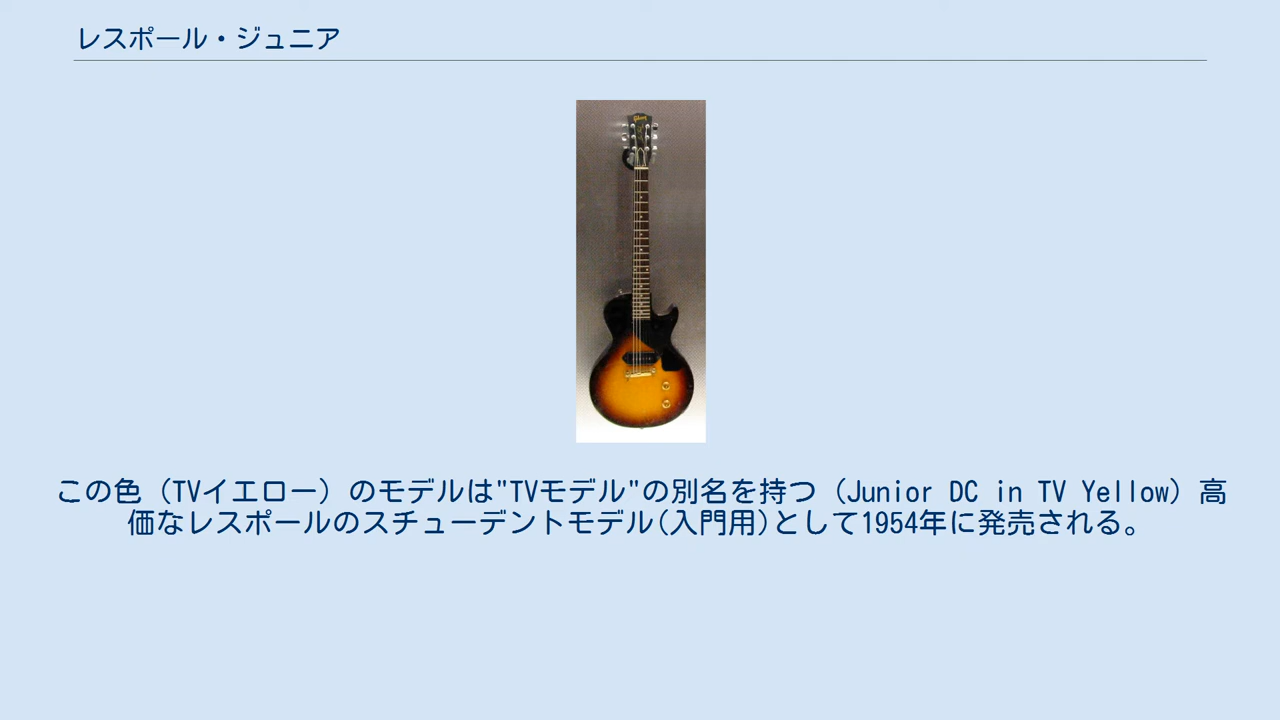 レスポール・ジュニア
Gibson
この色（TVイエロー）のモデルは"TVモデル"の別名を持つ（Junior DC in TV Yellow）高
価なレスポールのスチューデントモデル(入門用)として1954年に発売される。